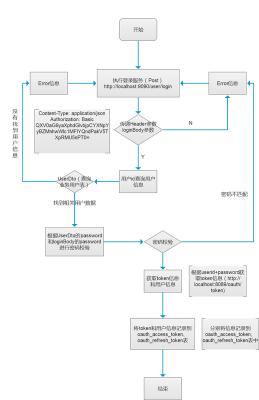 开始
执行登录服务（Post）
http://localhost:9090/user/login
Error信息
Error信息
没有找到用户信息
Content-Type: application/json
Authorization: Basic
传调Header参数
loginBody参数
N
Y
用户id查询用户信息
UserDto（查询业务用户表）
密码不匹配
找到相关用户数据
根据UserDto的password和loginBody的password进行密码校验
密码校验
获取token信息和用户信息
根据userid+password获取token信息（http://localhost:8089/oauth/token）
将token和用户信息记录到oauth_access_token、oauth_refresh_token表
分别将信息记录到oauth_access_token、oauth_refresh_token表中
结束